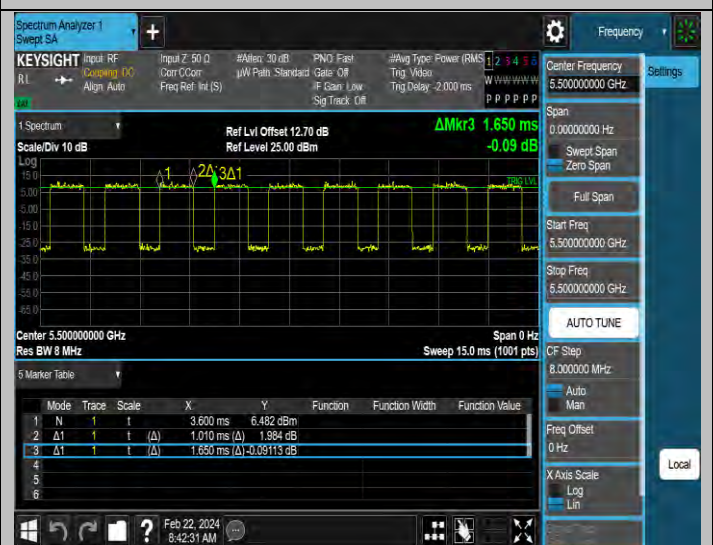 Spectrum Analyzer 1
Swept SA
+
Frequency
KEYSIGHT Input: RF Input Z: 50 Ω #Atten: 30 dB PNO: Fast #Avg Type: Power (RMS 1 2 3 4 5 6
RL Coupling: DC Corr CCorr µW Path: Standard Gate: Off Trig: Video W W W W W W
Align: Auto Freq Ref: Int (S) IF Gain: Low Trig Delay: -2.000 ms
Sig Track: Off P P P P P P
1 Spectrum
Ref Lvl Offset 12.70 dB ΔMkr3 1.650 ms
Scale/Div 10 dB Ref Level 25.00 dBm -0.09 dB
Log
15.0
5.00
-5.00
-15.0
-25.0
-35.0
-45.0
-55.0
-65.0
1 2Δ1 3Δ1
TRIG LVL
Center 5.500000000 GHz Span 0 Hz
Res BW 8 MHz Sweep 15.0 ms (1001 pts)
5 Marker Table
Mode Trace Scale X Y Function Function Width Function Value
1 N 1 t 3.600 ms 6.482 dBm
2 Δ1 1 t (Δ) 1.010 ms (Δ) 1.984 dB
3 Δ1 1 t (Δ) 1.650 ms (Δ) -0.09113 dB
4
5
6
Feb 22, 2024
8:42:31 AM
?
Center Frequency
5.500000000 GHz
Settings
Span
0.00000000 Hz
Swept Span
Zero Span
Full Span
Start Freq
5.500000000 GHz
Stop Freq
5.500000000 GHz
AUTO TUNE
CF Step
8.000000 MHz
Auto
Man
Freq Offset
0 Hz
X Axis Scale
Log
Lin
Local